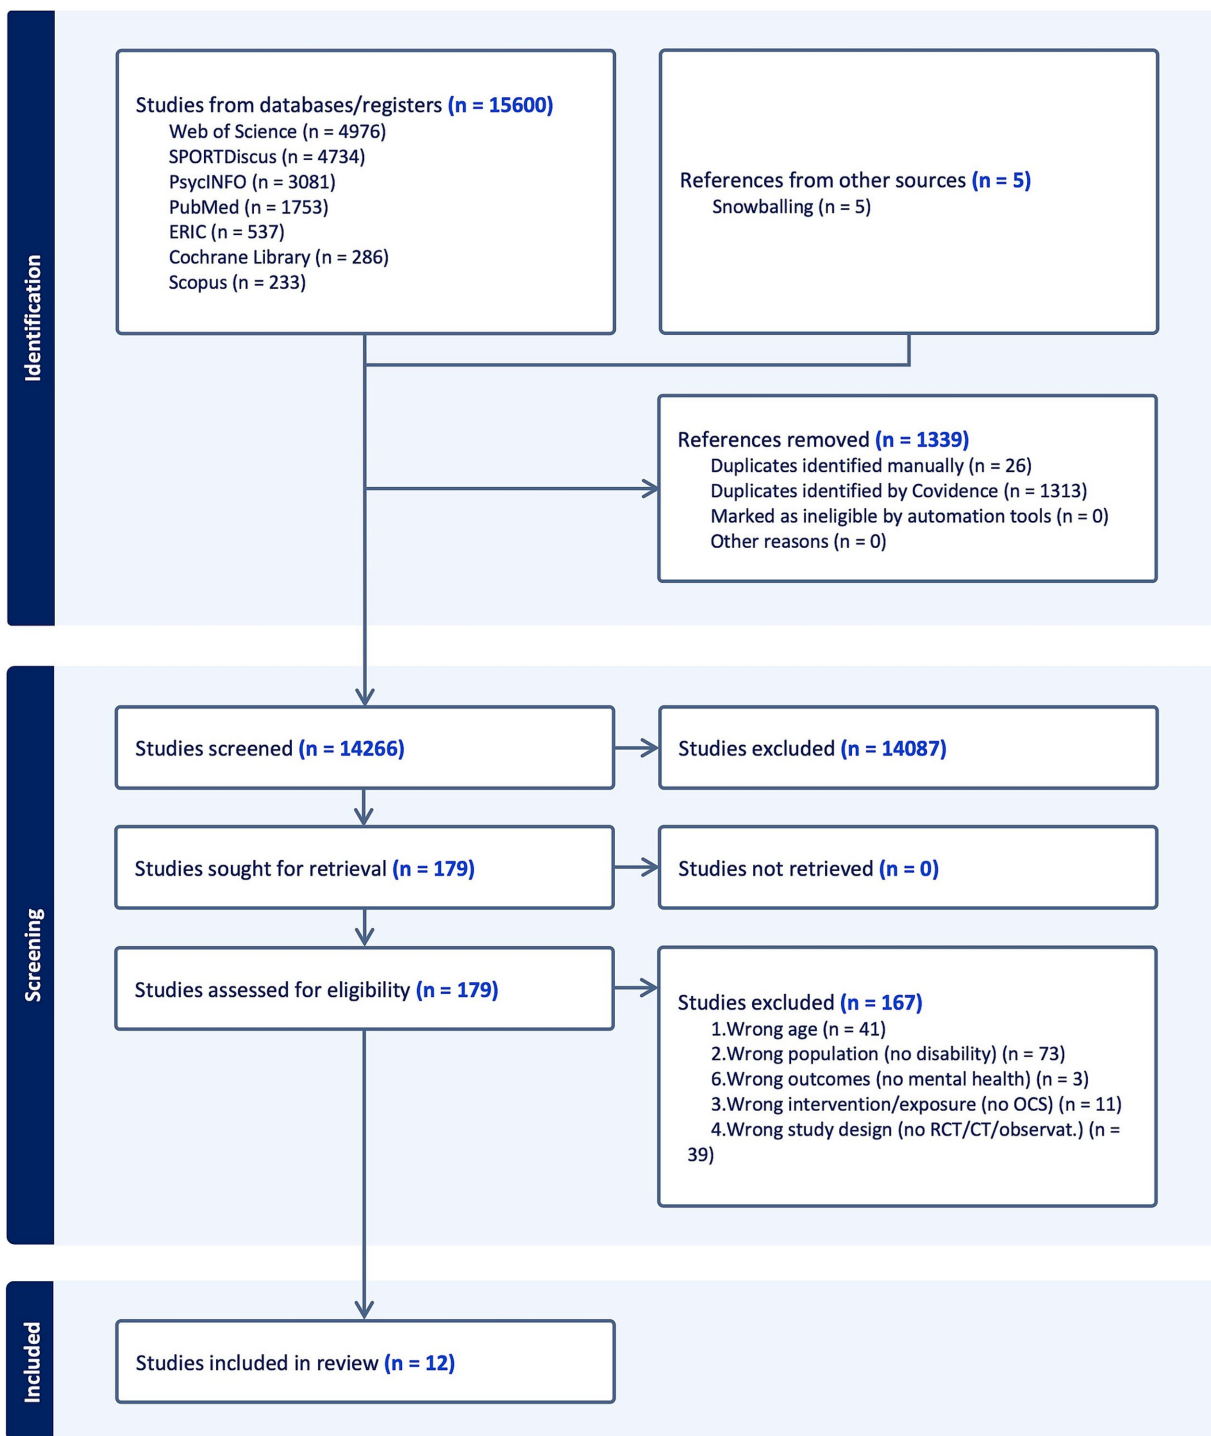 Identification
Studies from databases/registers (n = 15600)
Web of Science (n = 4976)
SPORTDiscus (n = 4734)
PsycINFO (n = 3081)
PubMed (n = 1753)
ERIC (n = 537)
Cochrane Library (n = 286)
Scopus (n = 233)
References from other sources (n = 5)
Snowballing (n = 5)
References removed (n = 1339)
Duplicates identified manually (n = 26)
Duplicates identified by Covidence (n = 1313)
Marked as ineligible by automation tools (n = 0)
Other reasons (n = 0)
Screening
Studies screened (n = 14266)
Studies excluded (n = 14087)
Studies sought for retrieval (n = 179)
Studies not retrieved (n = 0)
Studies assessed for eligibility (n = 179)
Studies excluded (n = 167)
1.Wrong age (n = 41)
2.Wrong population (no disability) (n = 73)
6.Wrong outcomes (no mental health) (n = 3)
3.Wrong intervention/exposure (no OCS) (n = 11)
4.Wrong study design (no RCT/CT/observat.) (n =
39)
Included
Studies included in review (n = 12)